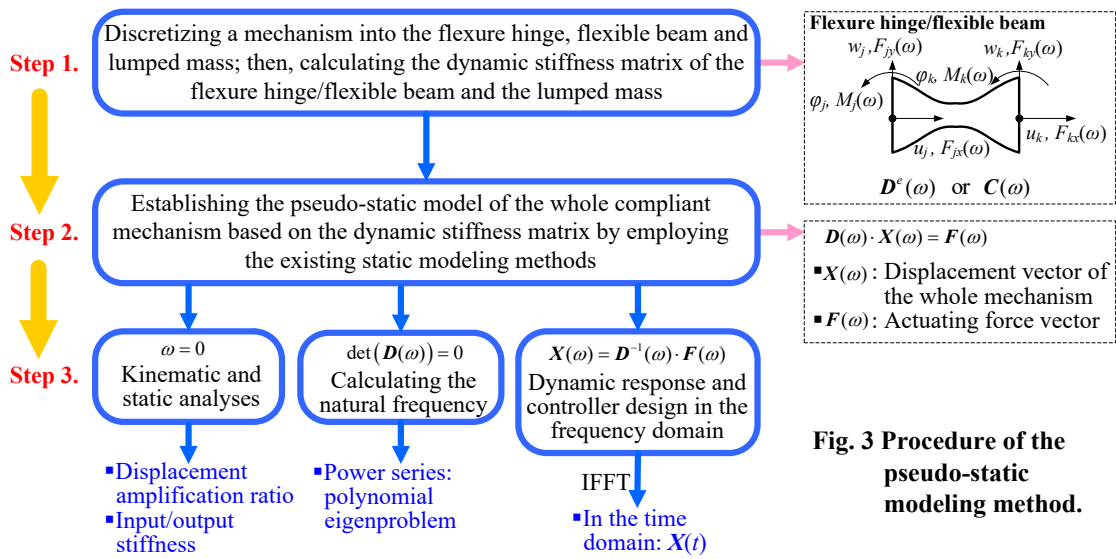 Step 1.
Discretizing a mechanism into the flexure hinge, flexible beam and
lumped mass; then, calculating the dynamic stiffness matrix of the
flexure hinge/flexible beam and the lumped mass
Flexure hinge/flexible beam
w_j ,F_jy(ω)
w_k ,F_ky(ω)
φ_k, M_k(ω)
φ_j, M_j(ω)
u_k, F_kx(ω)
u_j, F_jx(ω)
D^e(ω) or C(ω)
Step 2.
Establishing the pseudo-static model of the whole compliant
mechanism based on the dynamic stiffness matrix by employing
the existing static modeling methods
D(ω)·X(ω)=F(ω)
▪X(ω): Displacement vector of
the whole mechanism
▪F(ω): Actuating force vector
Step 3.
ω=0
Kinematic and
static analyses
det(D(ω))=0
Calculating the
natural frequency
X(ω)=D⁻¹(ω)·F(ω)
Dynamic response and
controller design in the
frequency domain
▪Displacement
amplification ratio
▪Input/output
stiffness
▪Power series:
polynomial
eigenproblem
IFFT
▪In the time
domain: X(t)
Fig. 3 Procedure of the
pseudo-static
modeling method.